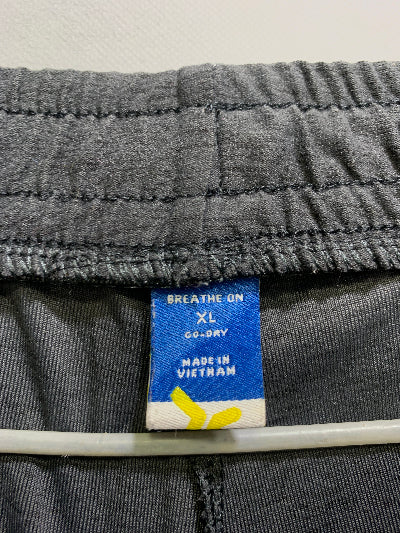 BREATHE ON
XL
GO-DRY
MADE IN
VIETNAM